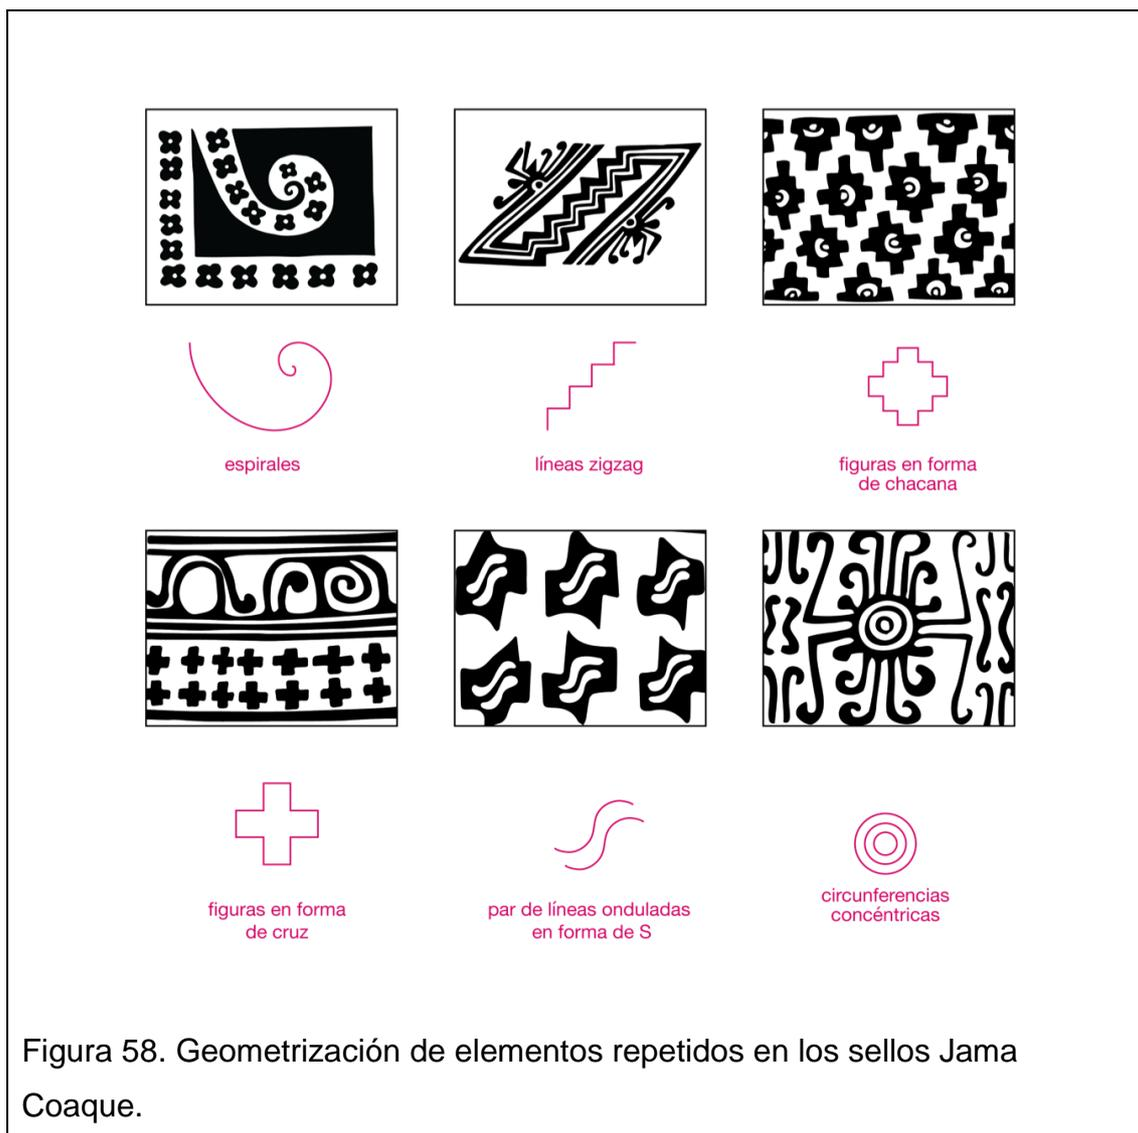 espirales
líneas zigzag
figuras en forma
de chacana
figuras en forma
de cruz
par de líneas onduladas
en forma de S
circunferencias
concéntricas
Figura 58. Geometrización de elementos repetidos en los sellos Jama
Coaque.